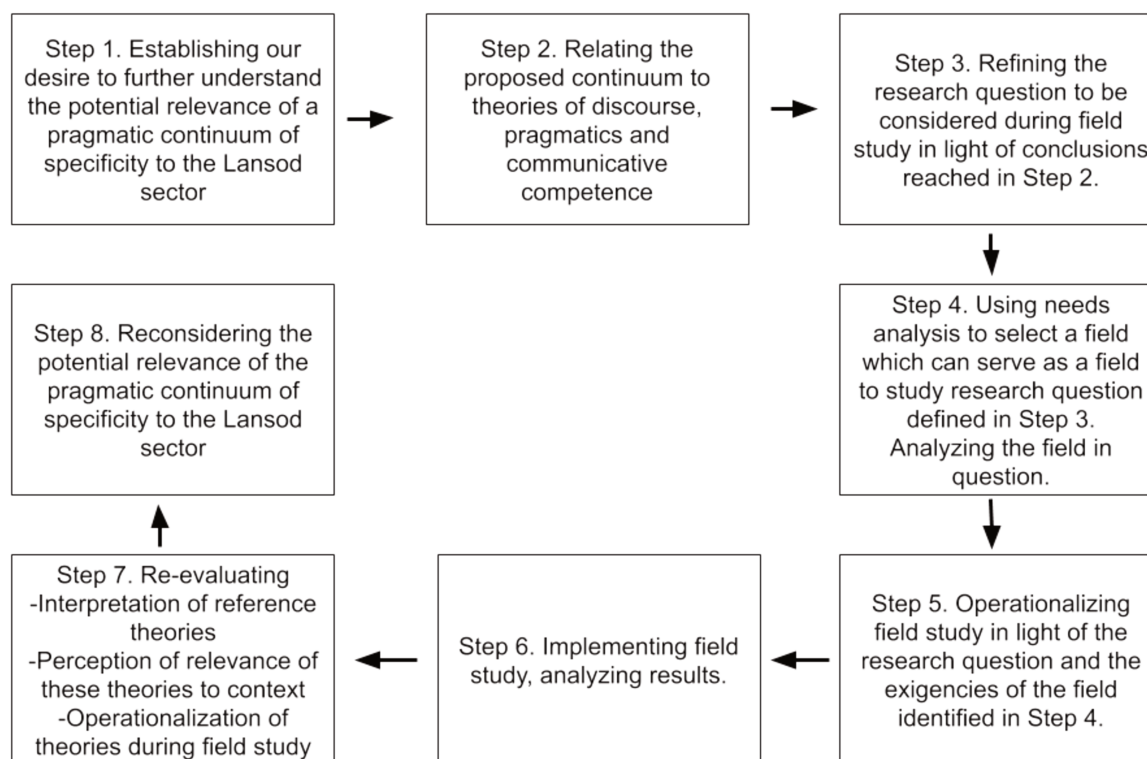 Step 1. Establishing our
desire to further understand
the potential relevance of a
pragmatic continuum of
specificity to the Lansod
sector
Step 2. Relating the
proposed continuum to
theories of discourse,
pragmatics and
communicative
competence
Step 3. Refining the
research question to be
considered during field
study in light of conclusions
reached in Step 2.
Step 4. Using needs
analysis to select a field
which can serve as a field
to study research question
defined in Step 3.
Analyzing the field in
question.
Step 5. Operationalizing
field study in light of the
research question and the
exigencies of the field
identified in Step 4.
Step 6. Implementing field
study, analyzing results.
Step 7. Re-evaluating
-Interpretation of reference
theories
-Perception of relevance of
these theories to context
-Operationalization of
theories during field study
Step 8. Reconsidering the
potential relevance of the
pragmatic continuum of
specificity to the Lansod
sector